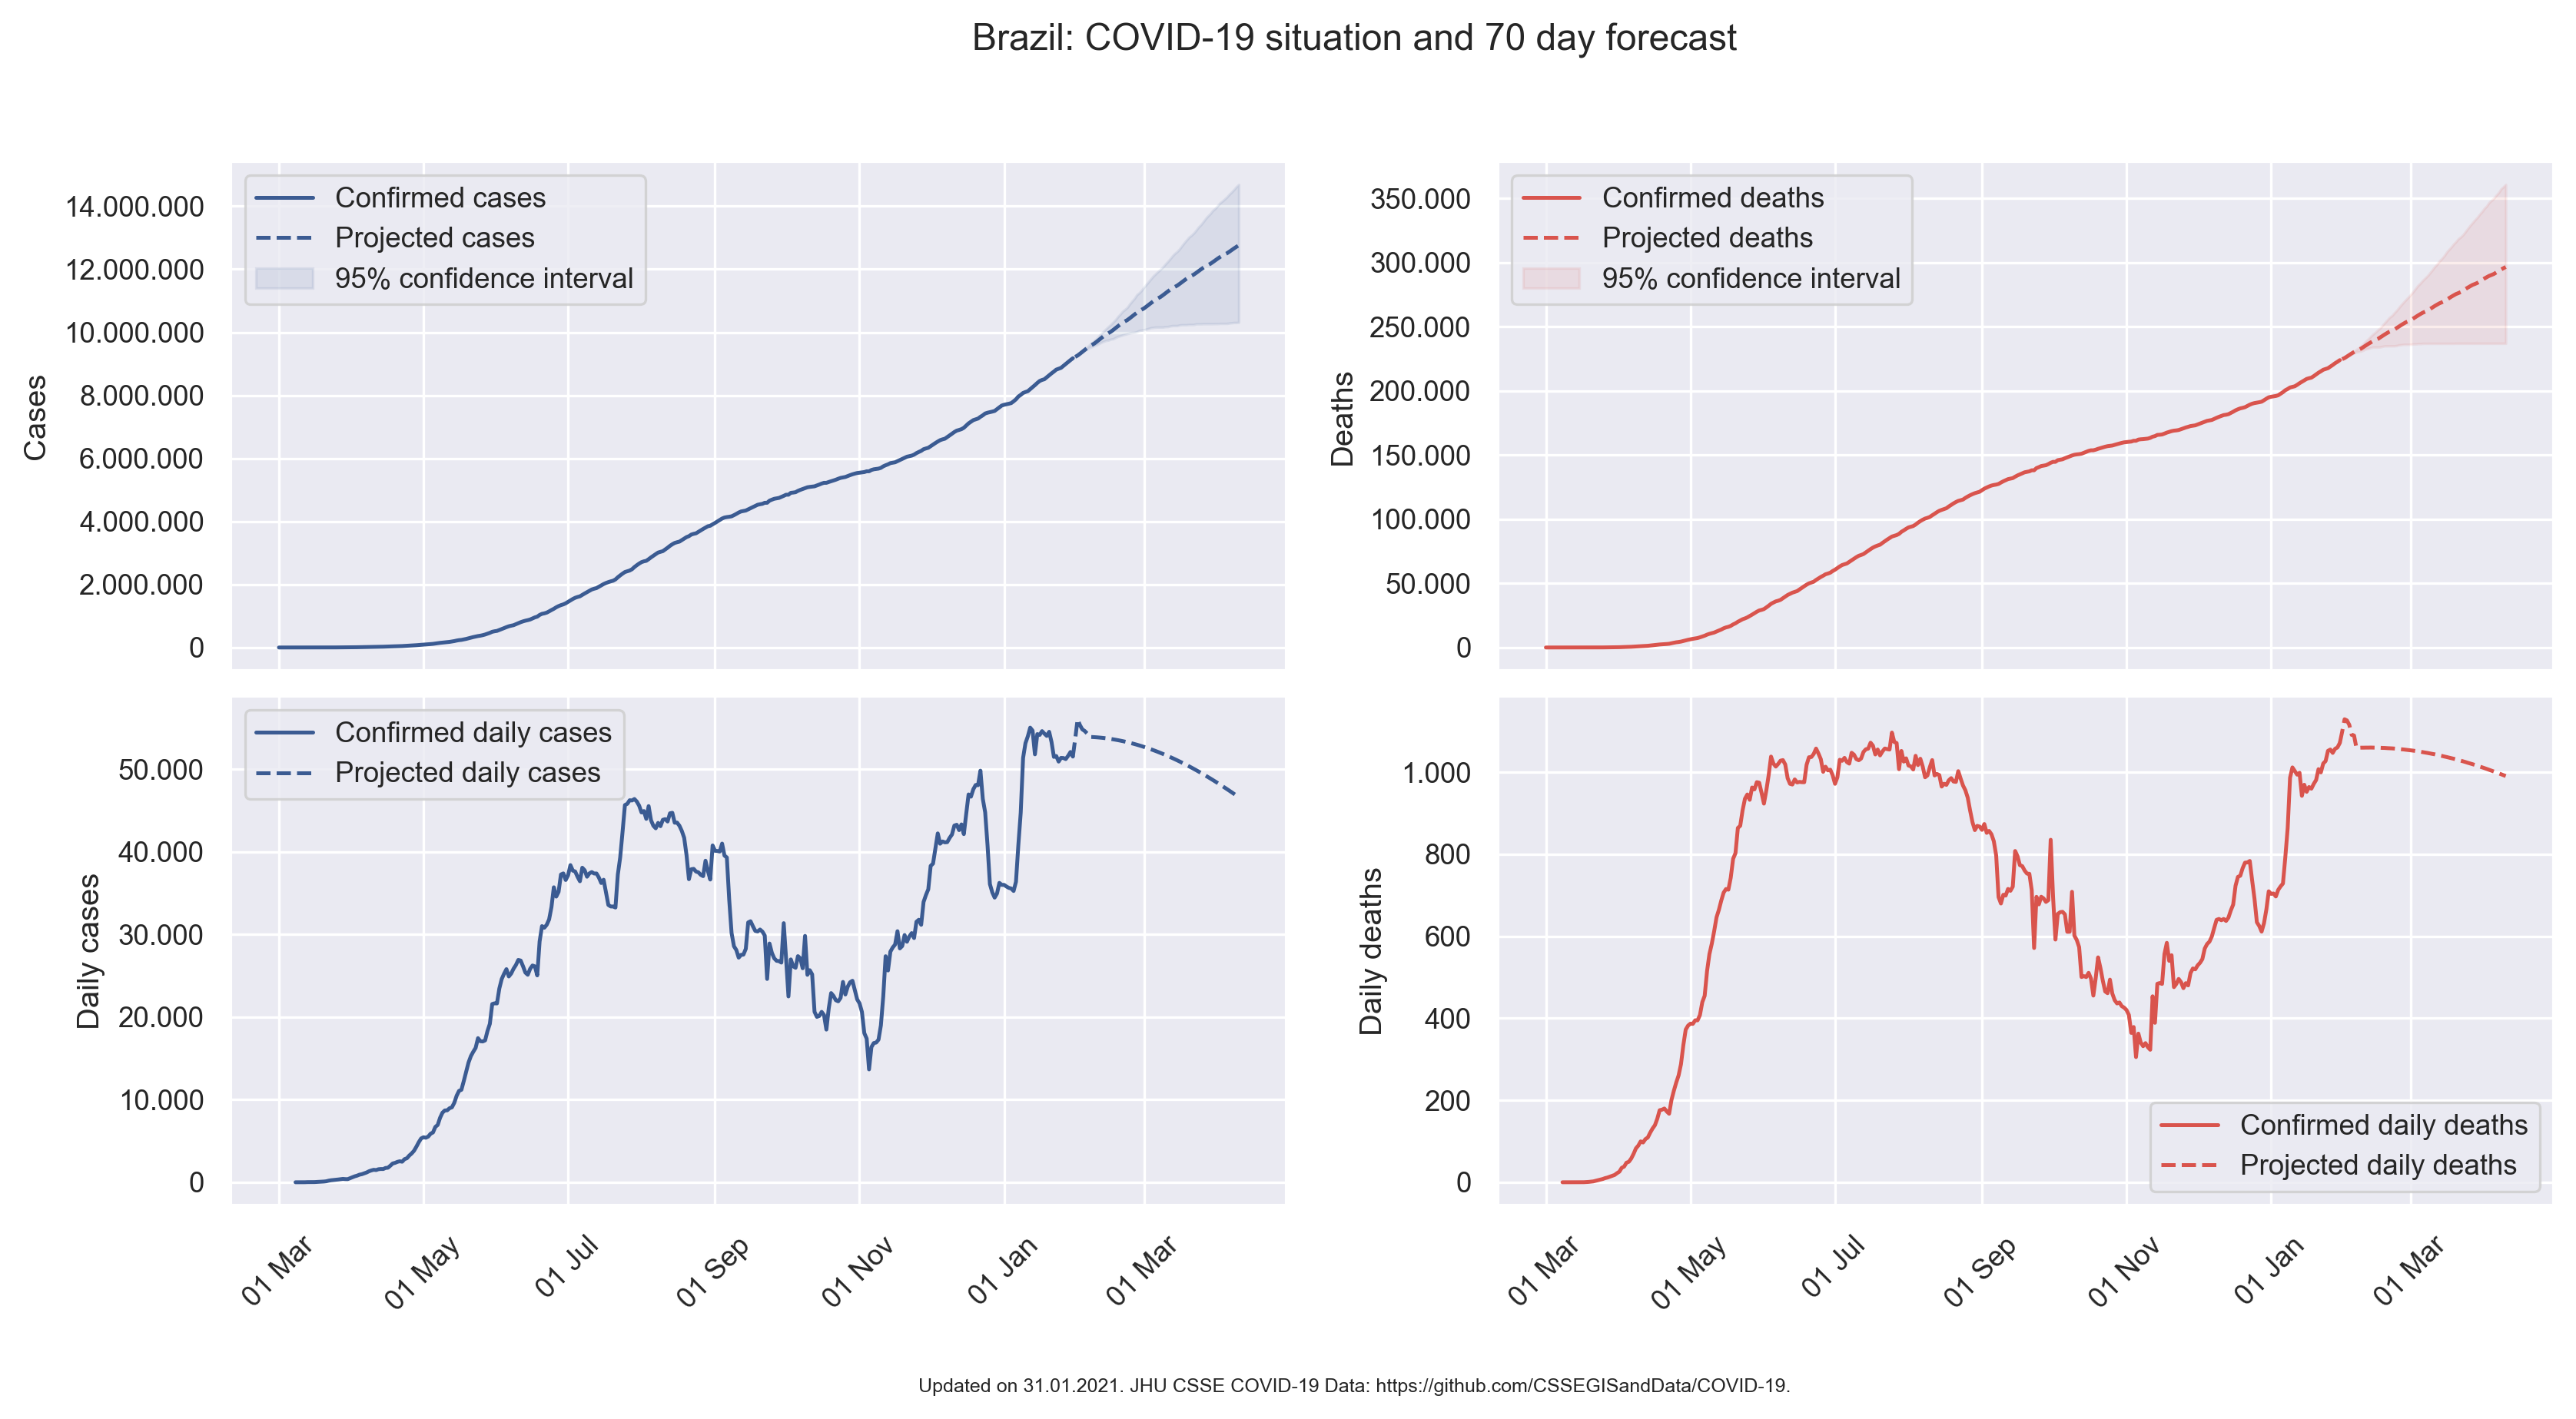 Brazil: COVID-19 situation and 70 day forecast
Confirmed cases
Projected cases
95% confidence interval
14.000.000
12.000.000
10.000.000
8.000.000
6.000.000
4.000.000
2.000.000
0
Cases
Confirmed deaths
Projected deaths
95% confidence interval
350.000
300.000
250.000
200.000
150.000
100.000
50.000
0
Deaths
Confirmed daily cases
Projected daily cases
50.000
40.000
30.000
20.000
10.000
0
Daily cases
01 Mar
01 May
01 Jul
01 Sep
01 Nov
01 Jan
01 Mar
1.000
800
600
400
200
0
Daily deaths
Confirmed daily deaths
Projected daily deaths
01 Mar
01 May
01 Jul
01 Sep
01 Nov
01 Jan
01 Mar
Updated on 31.01.2021. JHU CSSE COVID-19 Data: https://github.com/CSSEGISandData/COVID-19.